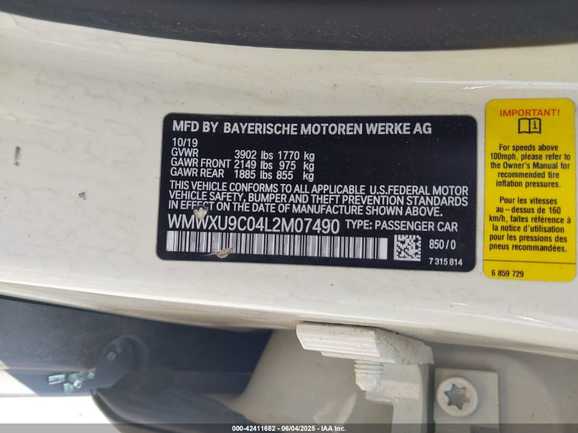 MFD BY BAYERISCHE MOTOREN WERKE AG
10/19
GVWR 3902 lbs 1770 kg
GAWR FRONT 2149 lbs 975 kg
GAWR REAR 1885 lbs 855 kg
THIS VEHICLE CONFORMS TO ALL APPLICABLE U.S.FEDERAL MOTOR
VEHICLE SAFETY, BUMPER, AND THEFT PREVENTION STANDARDS
IN EFFECT ON THE DATE OF MANUFACTURE SHOWN ABOVE.
WMWXU9C04L2M07490 TYPE: PASSENGER CAR
850/0
7 315 814
IMPORTANT!
For speeds above
100mph, please refer to
the Owner's Manual for
recommended tire
inflation pressures.
Pour les vitesses
au - dessus de 160
km/h, faites référence
à la notice d'utilisation
pour les pressions des
pneus recommandées.
6 859 729
000-42411682 - 06/04/2025 - IAA Inc.